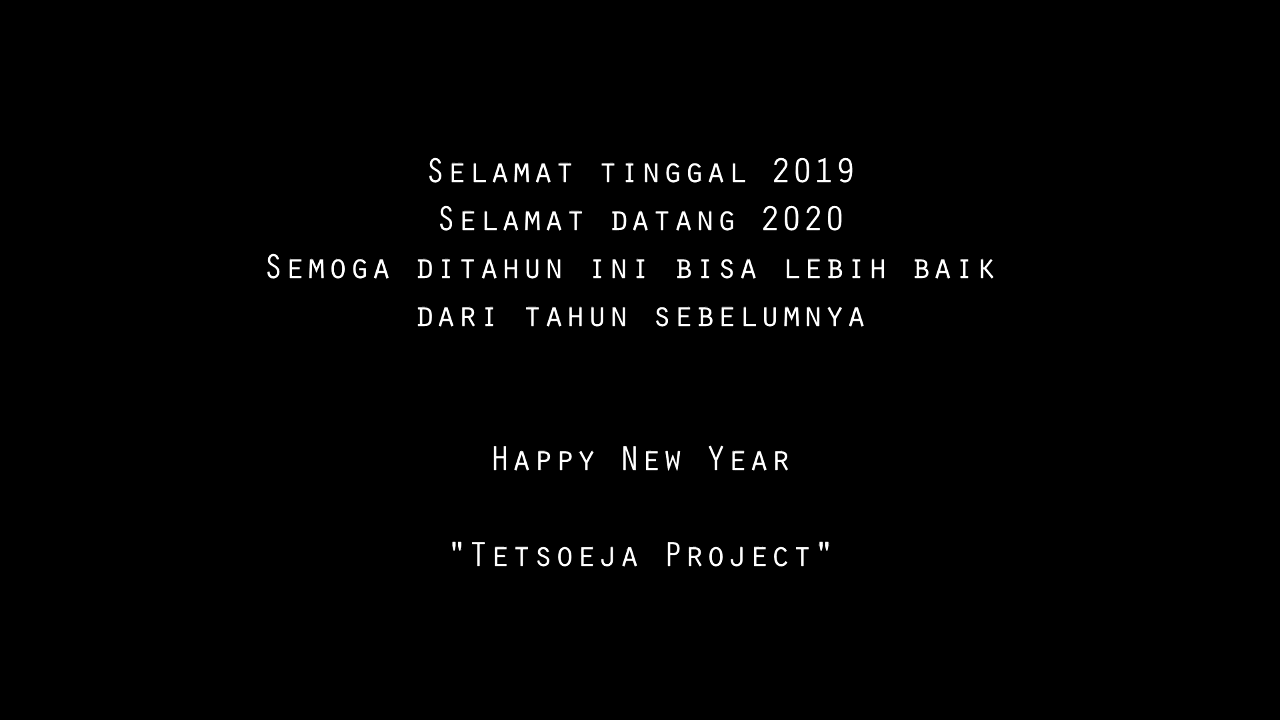 Selamat tinggal 2019
Selamat datang 2020
Semoga ditahun ini bisa lebih baik
dari tahun sebelumnya
Happy New Year
"Tetsoeja Project"